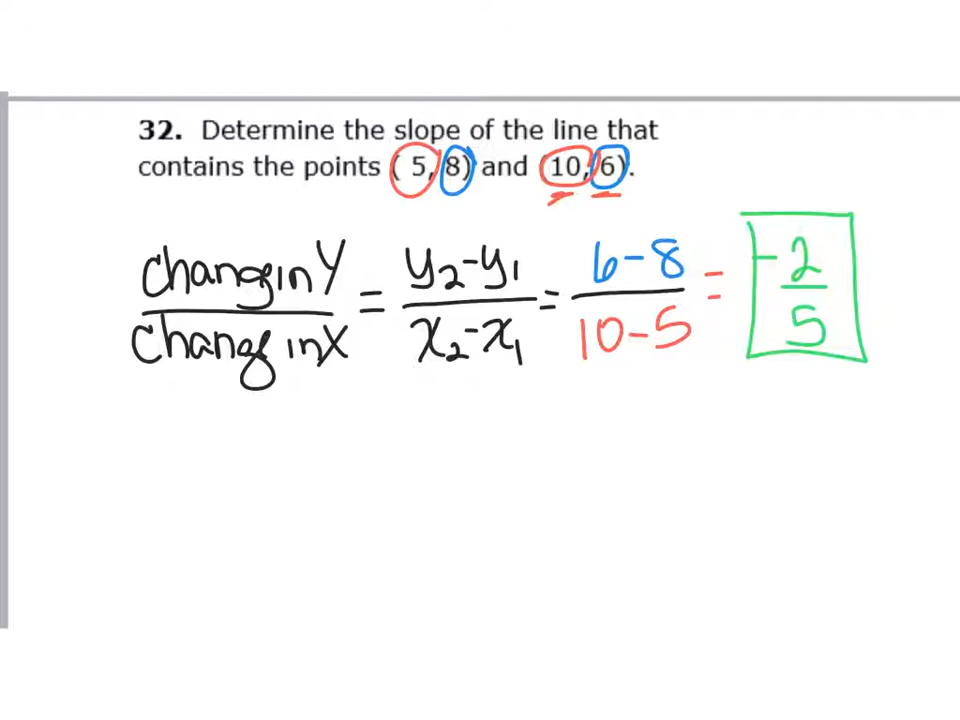 32. Determine the slope of the line that
contains the points ( 5, 8) and (10, 6).
change in Y / Change in X = y₂-y₁ / x₂-x₁ = 6-8 / 10-5 = -2/5